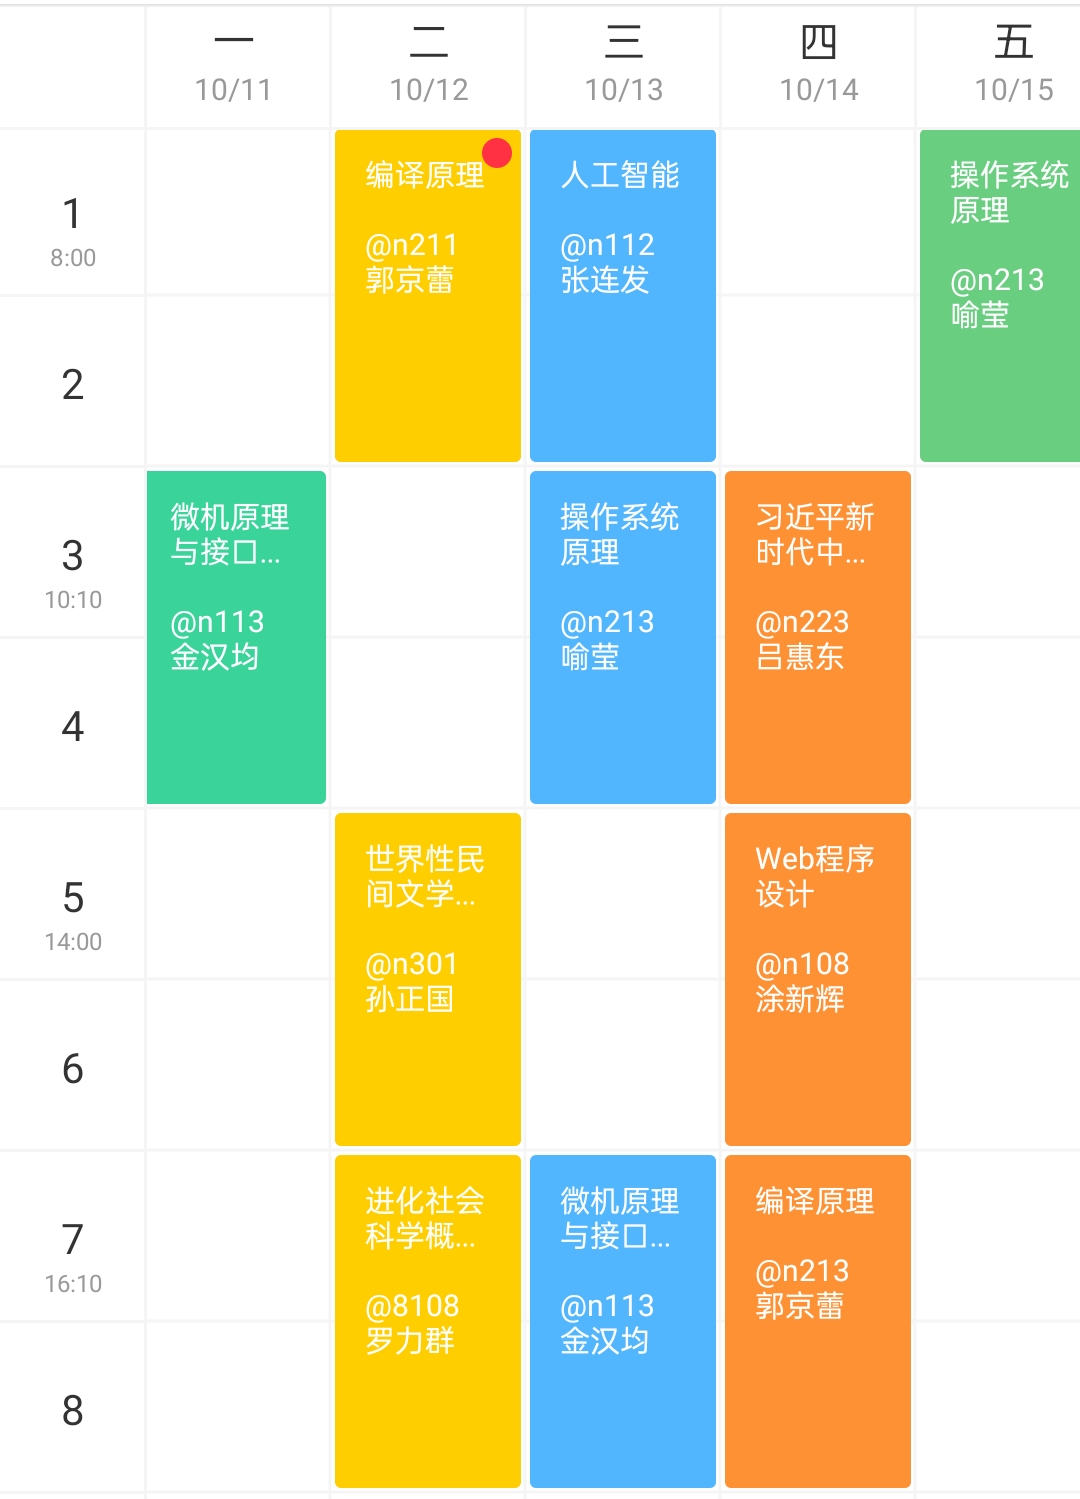 一
二
三
四
五
10/11
10/12
10/13
10/14
10/15
1
8:00
编译原理
@n211
郭京蕾
人工智能
@n112
张连发
操作系统
原理
@n213
喻莹
2
3
10:10
微机原理
与接口...
@n113
金汉均
操作系统
原理
@n213
喻莹
习近平新
时代中...
@n223
吕惠东
4
5
14:00
世界性民
间文学...
@n301
孙正国
Web程序
设计
@n108
涂新辉
6
7
16:10
进化社会
科学概...
@8108
罗力群
微机原理
与接口...
@n113
金汉均
编译原理
@n213
郭京蕾
8